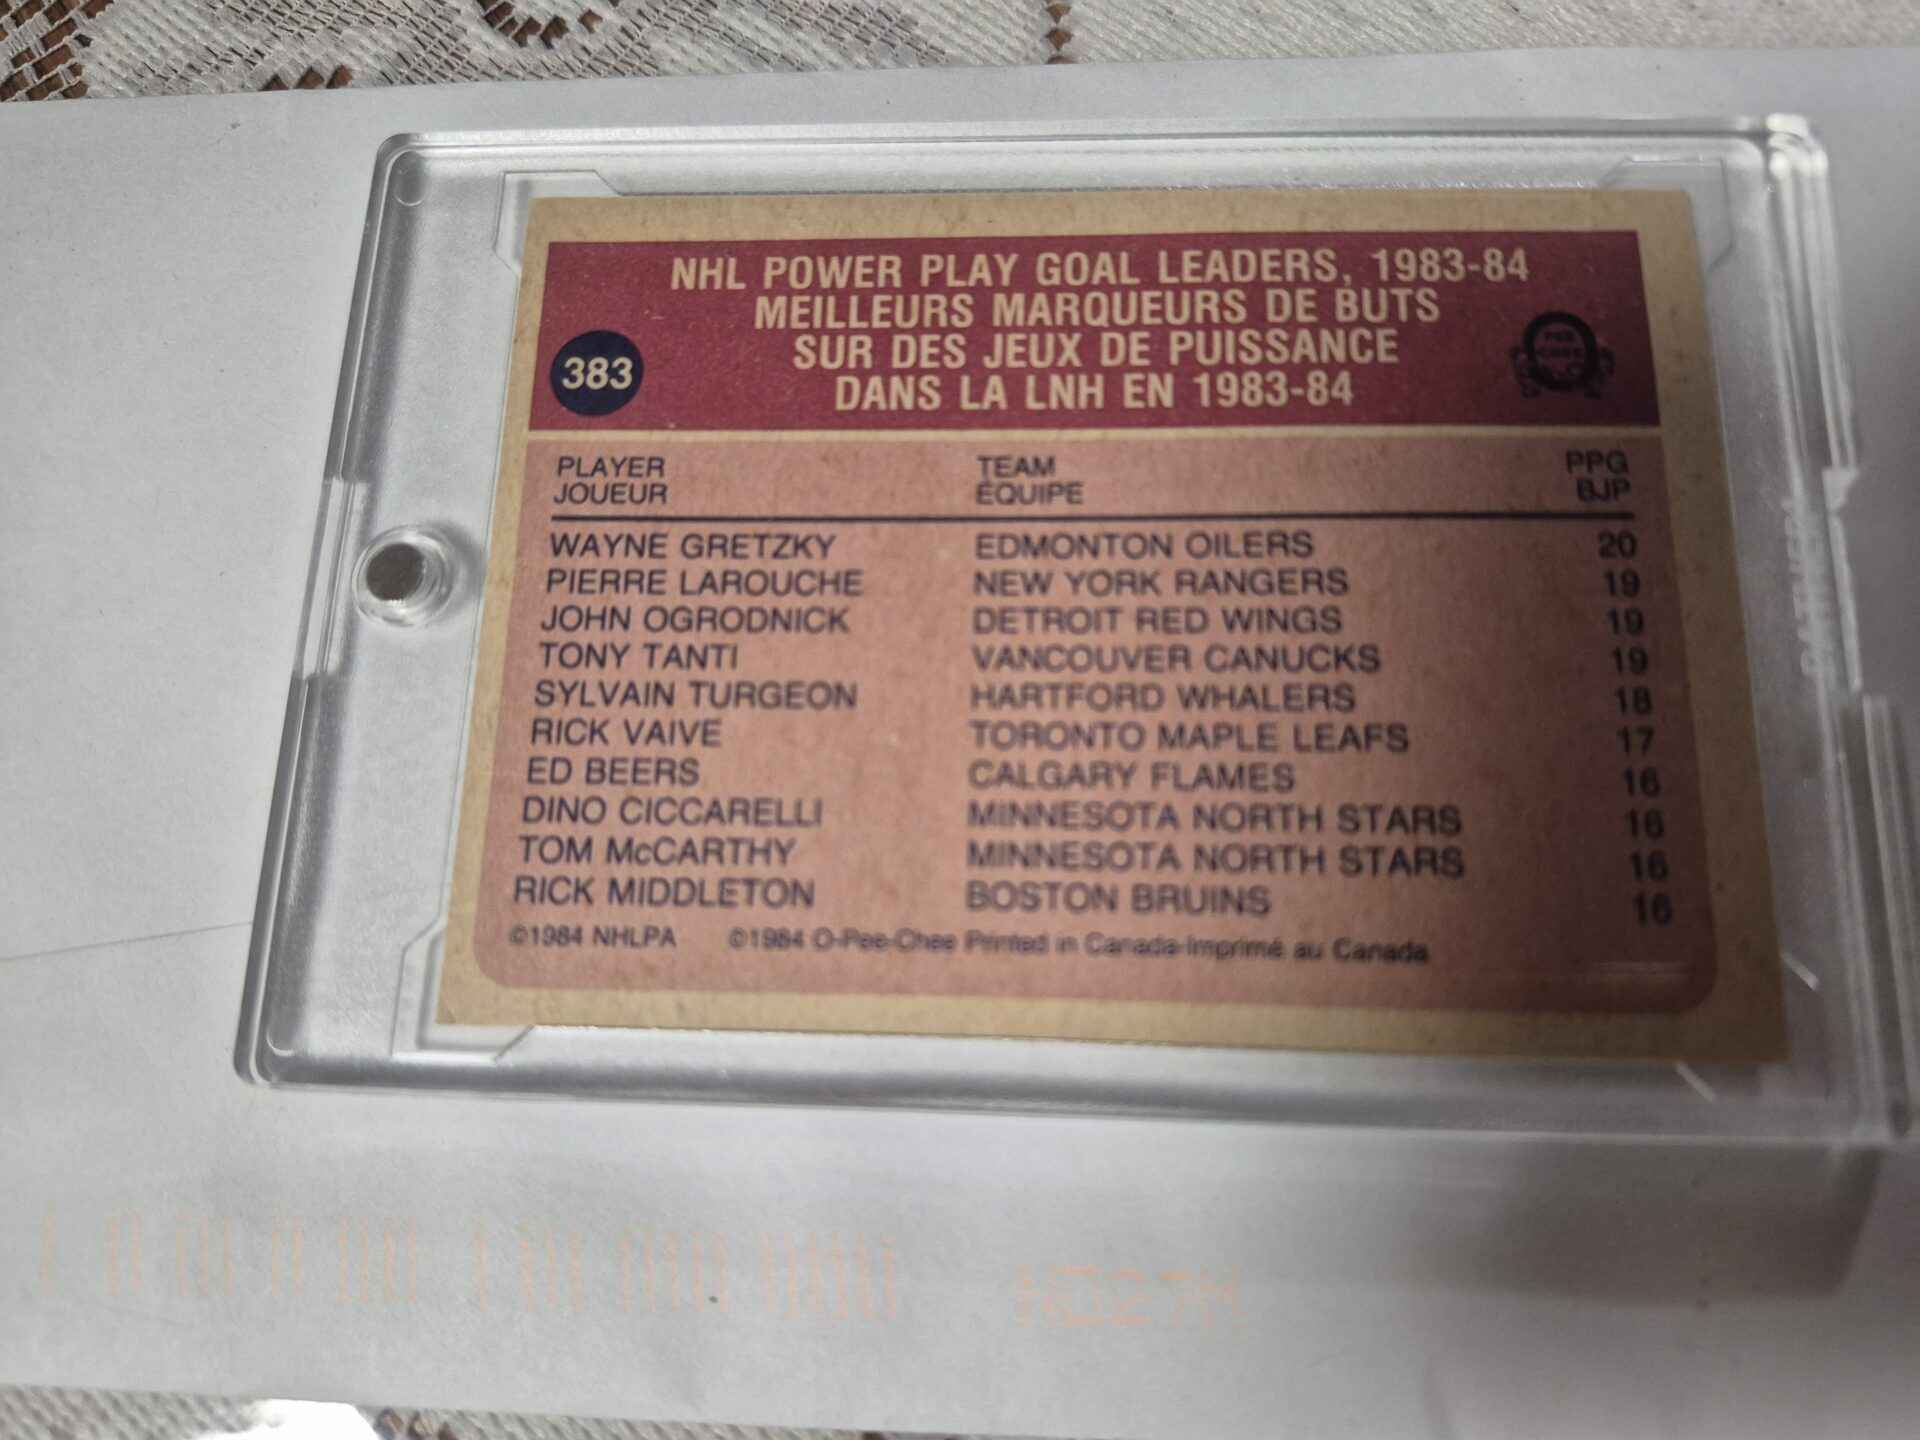 NHL POWER PLAY GOAL LEADERS, 1983-84
MEILLEURS MARQUEURS DE BUTS
SUR DES JEUX DE PUISSANCE
DANS LA LNH EN 1983-84
383
PLAYER TEAM PPG
JOUEUR ÉQUIPE BJP
WAYNE GRETZKY EDMONTON OILERS 20
PIERRE LAROUCHE NEW YORK RANGERS 19
JOHN OGRODNICK DETROIT RED WINGS 19
TONY TANTI VANCOUVER CANUCKS 19
SYLVAIN TURGEON HARTFORD WHALERS 18
RICK VAIVE TORONTO MAPLE LEAFS 17
ED BEERS CALGARY FLAMES 16
DINO CICCARELLI MINNESOTA NORTH STARS 16
TOM McCARTHY MINNESOTA NORTH STARS 16
RICK MIDDLETON BOSTON BRUINS 16
©1984 NHLPA ©1984 O-Pee-Chee Printed in Canada-Imprimé au Canada